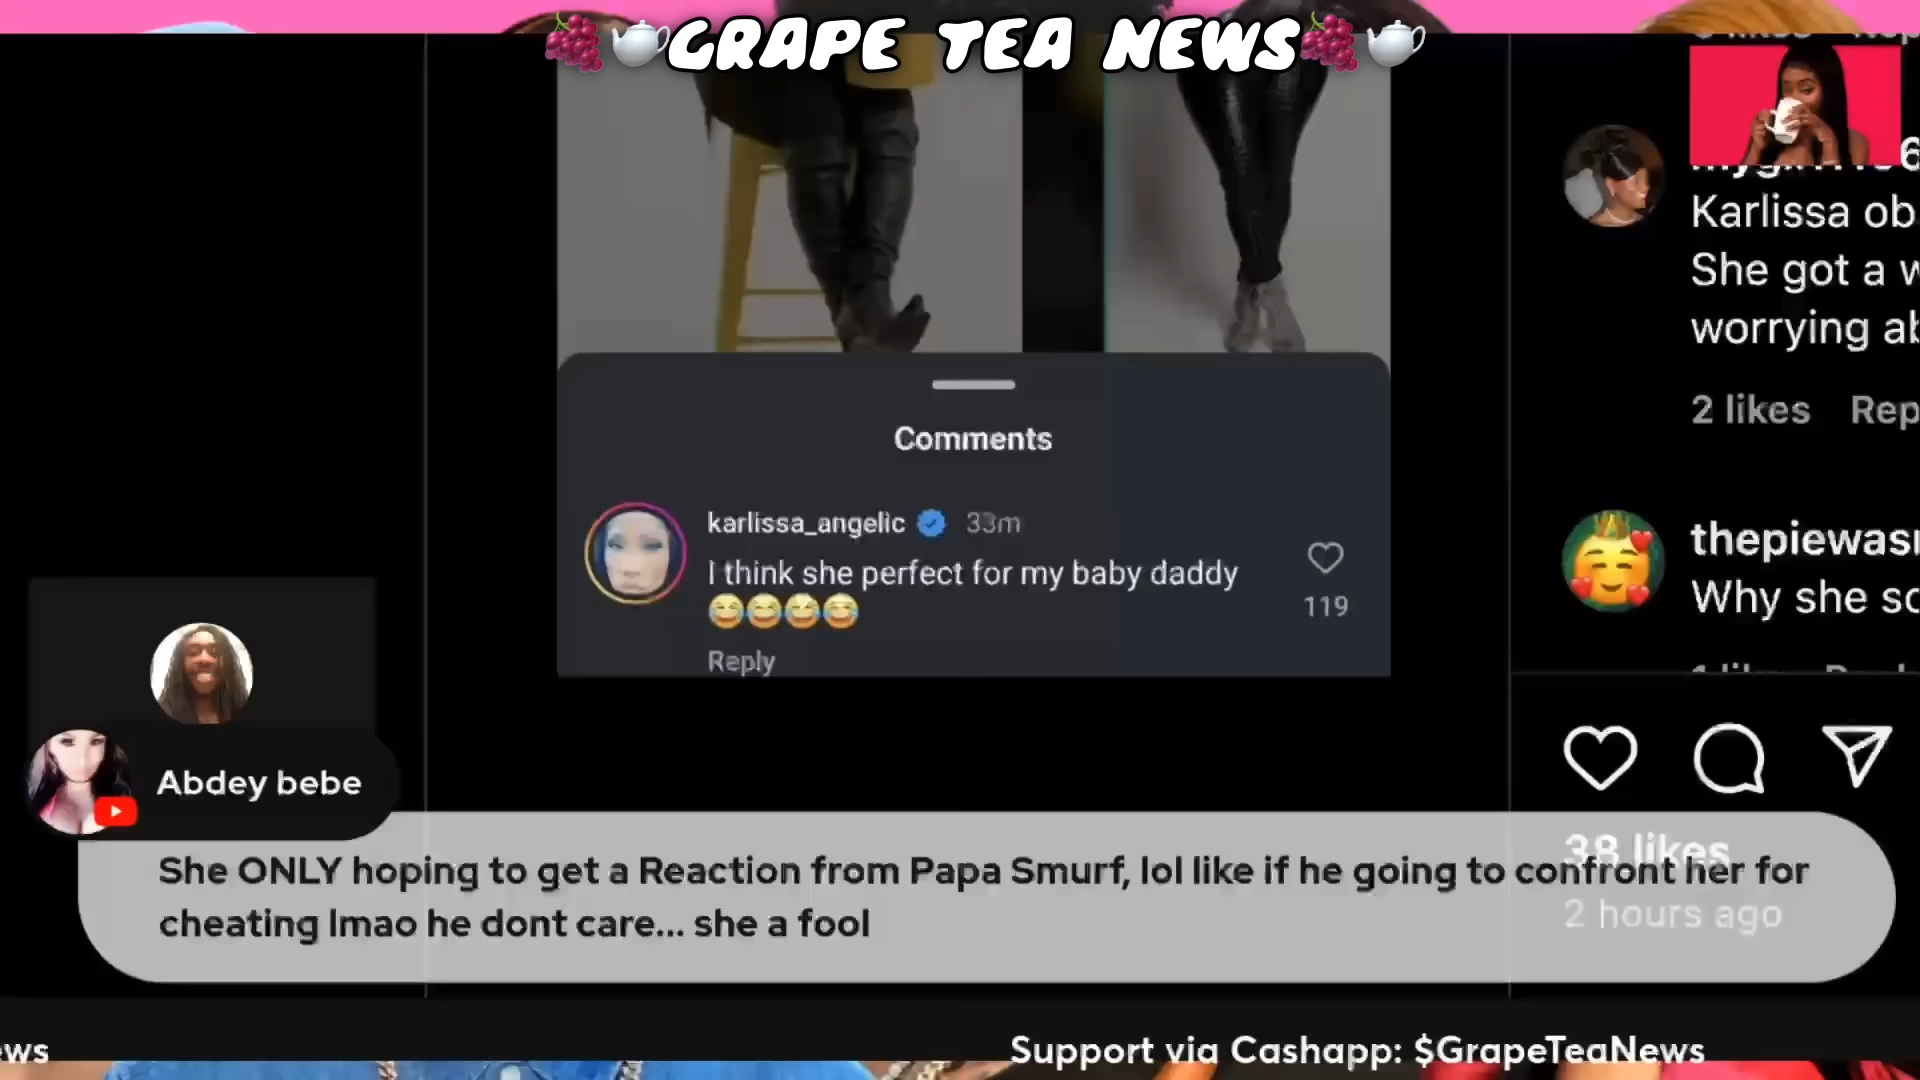 GRAPE TEA NEWS
Karlissa ob
She got a w
worrying ab
2 likes Rep
Comments
karlissa_angelic 33m
I think she perfect for my baby daddy
😂😂😂😂
119
Reply
thepiewas
Why she so
Abdey bebe
She ONLY hoping to get a Reaction from Papa Smurf, lol like if he going to confront her for
cheating lmao he dont care... she a fool
38 likes
2 hours ago
ews
Support via Cashapp: $GrapeTeaNews